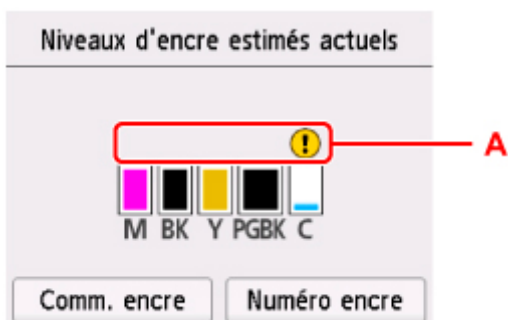 Niveaux d'encre estimés actuels
A
M BK Y PGBK C
Comm. encre Numéro encre